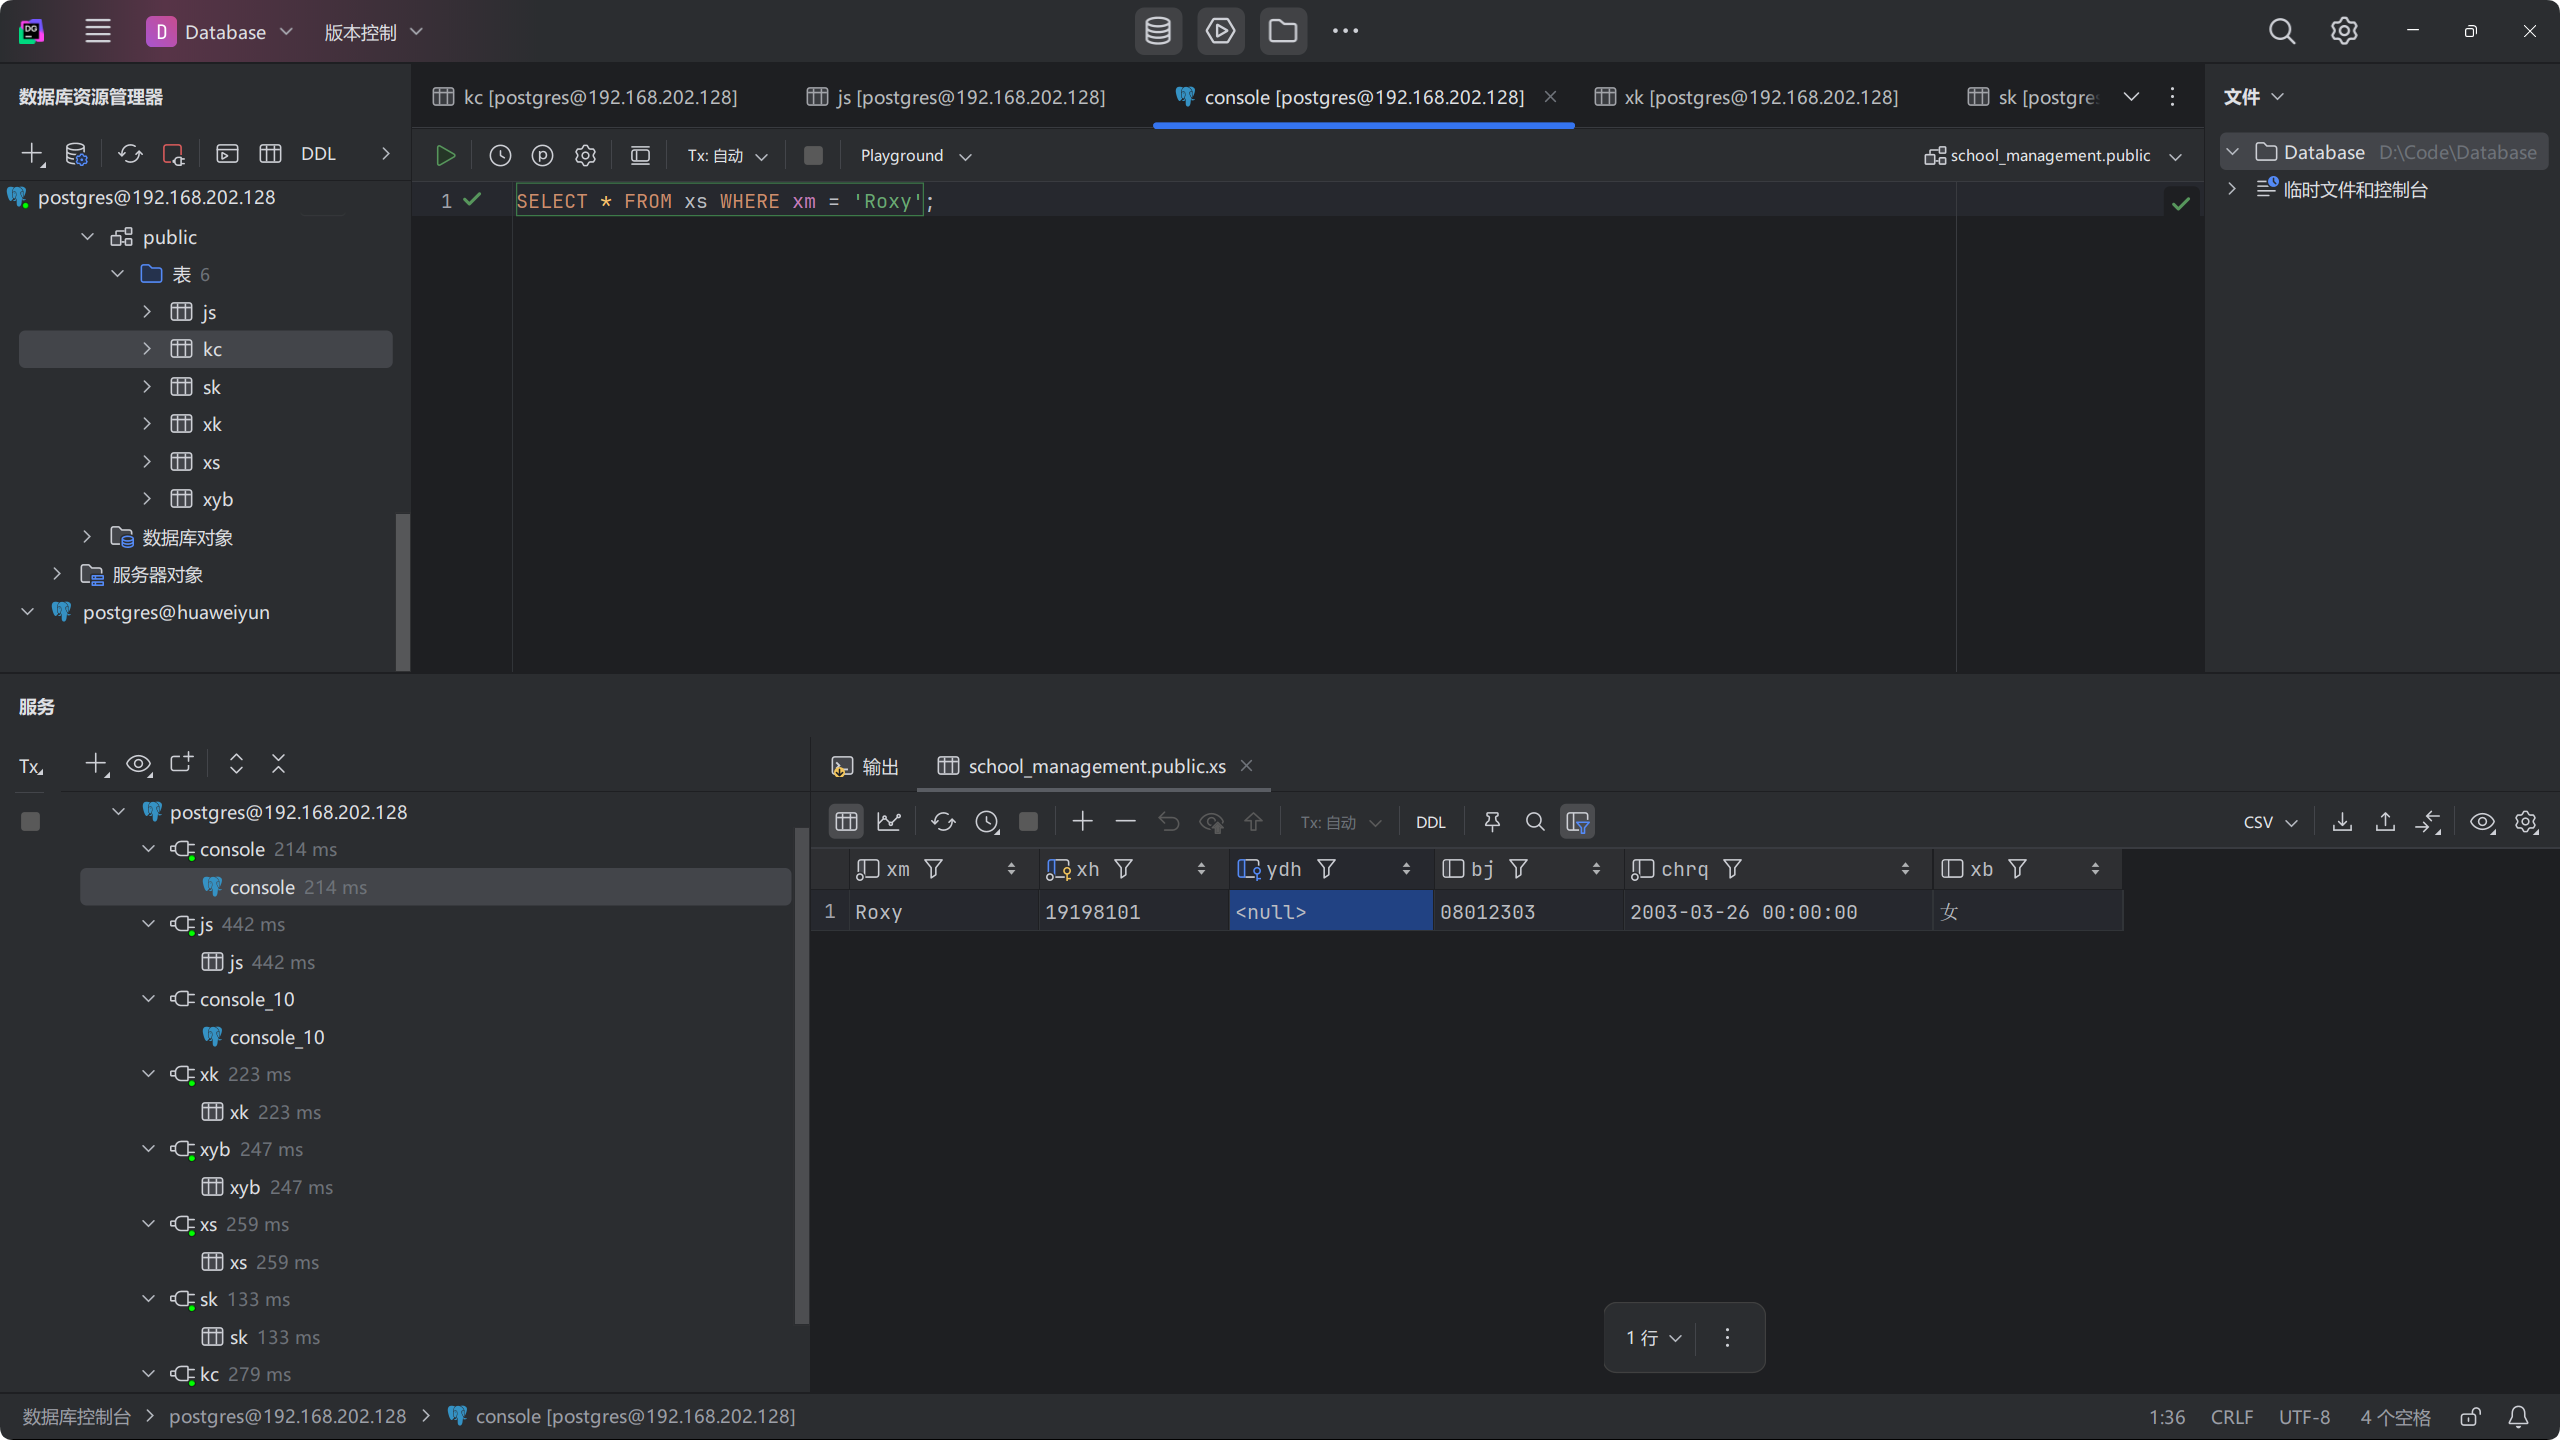 D Database 版本控制
数据库资源管理器
DDL
postgres@192.168.202.128
public
表 6
js
kc
sk
xk
xs
xyb
数据库对象
服务器对象
postgres@huaweiyun
kc [postgres@192.168.202.128] js [postgres@192.168.202.128] console [postgres@192.168.202.128] xk [postgres@192.168.202.128] sk [postgre
Tx: 自动 Playground school_management.public
1 SELECT * FROM xs WHERE xm = 'Roxy';
文件
Database D:\Code\Database
临时文件和控制台
服务
Tx
postgres@192.168.202.128
console 214 ms
console 214 ms
js 442 ms
js 442 ms
console_10
console_10
xk 223 ms
xk 223 ms
xyb 247 ms
xyb 247 ms
xs 259 ms
xs 259 ms
sk 133 ms
sk 133 ms
kc 279 ms
输出 school_management.public.xs
Tx: 自动 DDL CSV
xm xh ydh bj chrq xb
1 Roxy 19198101 <null> 08012303 2003-03-26 00:00:00 女
1 行
数据库控制台 postgres@192.168.202.128 console [postgres@192.168.202.128]
1:36 CRLF UTF-8 4 个空格